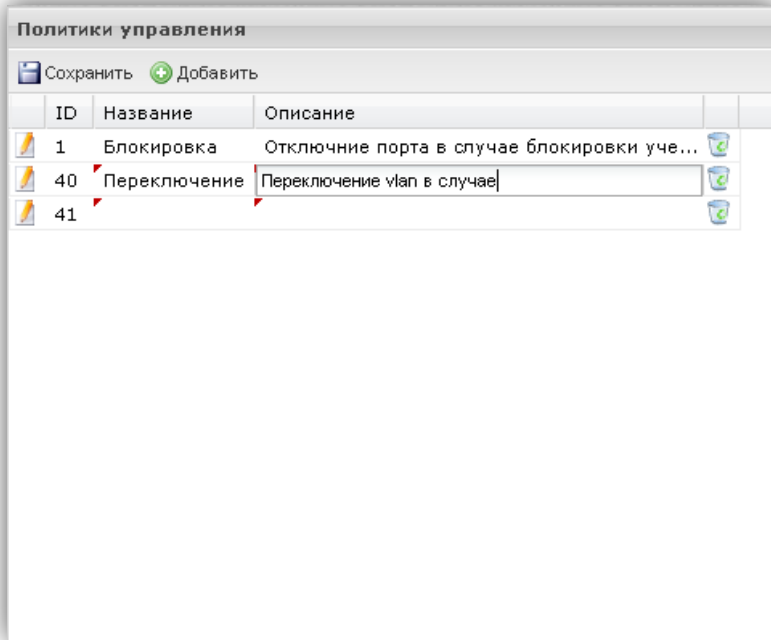 Политики управления
Сохранить Добавить
ID Название Описание
1 Блокировка Отключние порта в случае блокировки уче...
40 Переключение Переключение vlan в случае
41